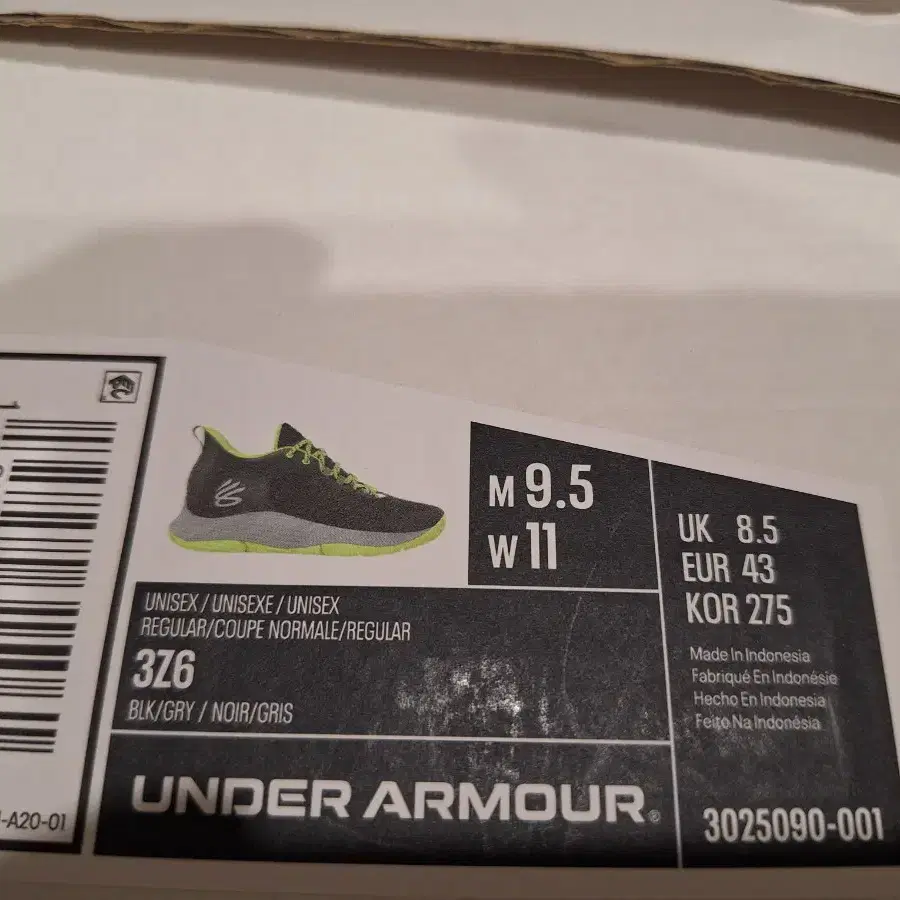 M 9.5
W 11
UK 8.5
EUR 43
KOR 275
UNISEX / UNISEXE / UNISEX
REGULAR/COUPE NORMALE/REGULAR
3Z6
BLK/GRY / NOIR/GRIS
Made In Indonesia
Fabriqué En Indonésie
Hecho En Indonesia
Feito Na Indonésia
UNDER ARMOUR®
3025090-001
-A20-01